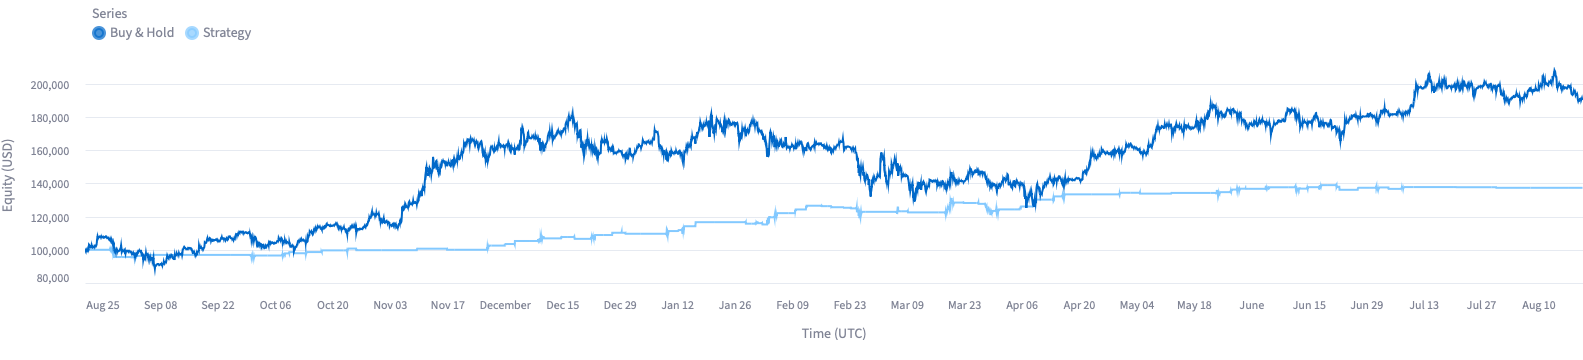 Series
Buy & Hold Strategy
200,000
180,000
160,000
140,000
120,000
100,000
80,000
Equity (USD)
Aug 25 Sep 08 Sep 22 Oct 06 Oct 20 Nov 03 Nov 17 December Dec 15 Dec 29 Jan 12 Jan 26 Feb 09 Feb 23 Mar 09 Mar 23 Apr 06 Apr 20 May 04 May 18 June Jun 15 Jun 29 Jul 13 Jul 27 Aug 10
Time (UTC)